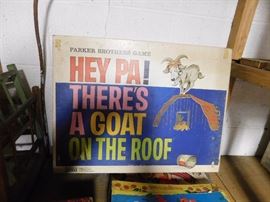 PARKER BROTHERS GAME
HEY PA!
THERE'S
A GOAT
ON THE ROOF